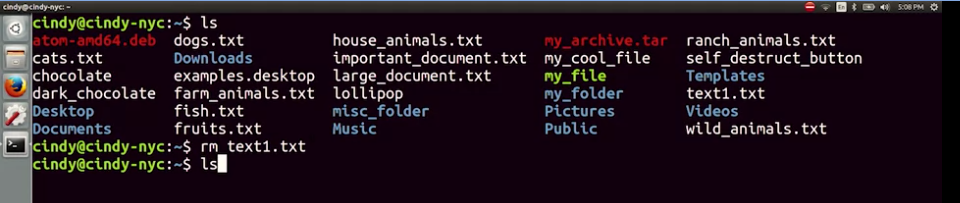 cindy@cindy-nyc: ~
En 5:08 PM
cindy@cindy-nyc:~$ ls
atom-amd64.deb dogs.txt house_animals.txt my_archive.tar ranch_animals.txt
cats.txt Downloads important_document.txt my_cool_file self_destruct_button
chocolate examples.desktop large_document.txt my_file Templates
dark_chocolate farm_animals.txt lollipop my_folder text1.txt
Desktop fish.txt misc_folder Pictures Videos
Documents fruits.txt Music Public wild_animals.txt
cindy@cindy-nyc:~$ rm text1.txt
cindy@cindy-nyc:~$ ls